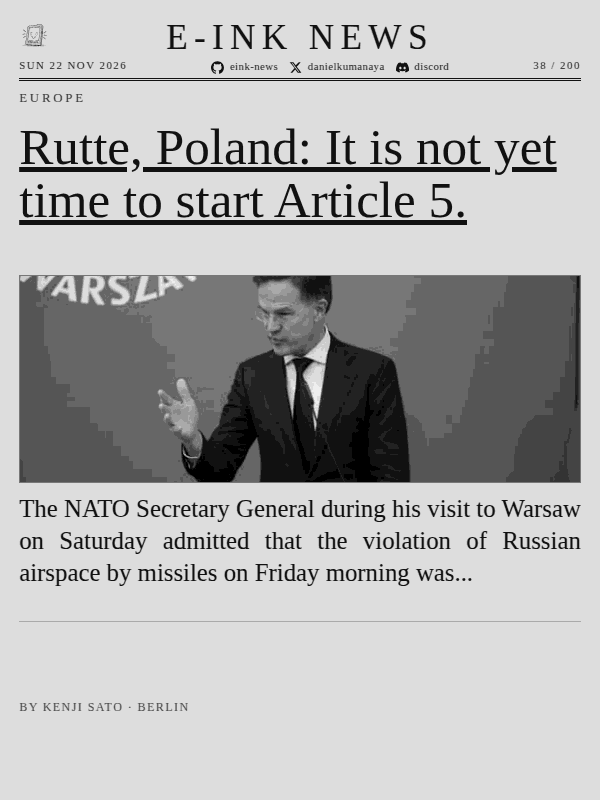 E-INK NEWS
SUN 22 NOV 2026
eink-news danielkumanaya discord
38 / 200
EUROPE
Rutte, Poland: It is not yet
time to start Article 5.
WARSZA
The NATO Secretary General during his visit to Warsaw
on Saturday admitted that the violation of Russian
airspace by missiles on Friday morning was...
BY KENJI SATO · BERLIN